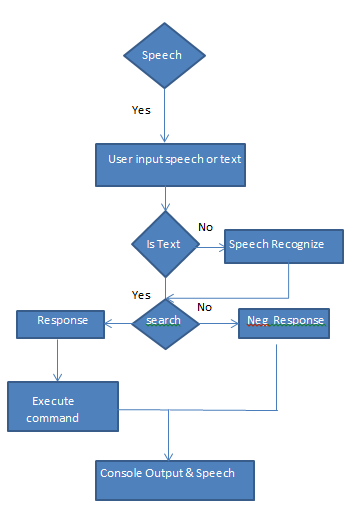 Speech
Yes
User input speech or text
Is Text
No
Speech Recognize
Yes
No
Response
search
Neg Response
Execute
command
Console Output & Speech